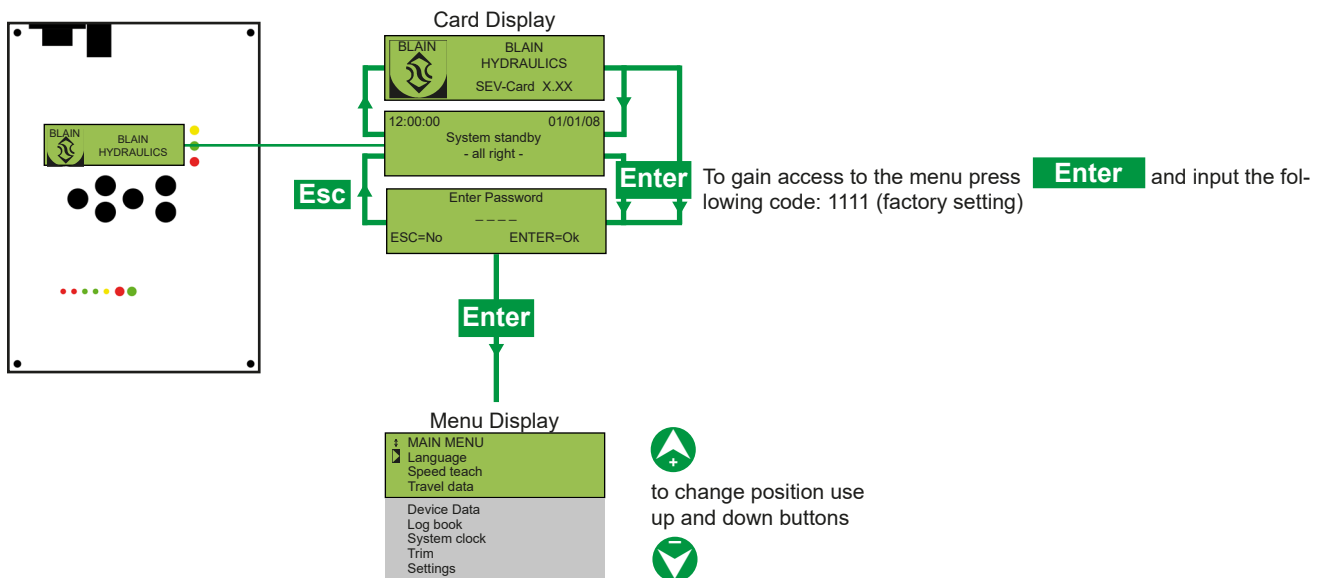 Card Display
BLAIN
BLAIN
HYDRAULICS
SEV-Card X.XX
12:00:00 01/01/08
System standby
- all right -
BLAIN
BLAIN
HYDRAULICS
Esc
Enter
To gain access to the menu press Enter and input the fol-
lowing code: 1111 (factory setting)
Enter Password
_ _ _ _
ESC=No ENTER=Ok
Enter
Menu Display
MAIN MENU
Language
Speed teach
Travel data
Device Data
Log book
System clock
Trim
Settings
+
to change position use
up and down buttons
–